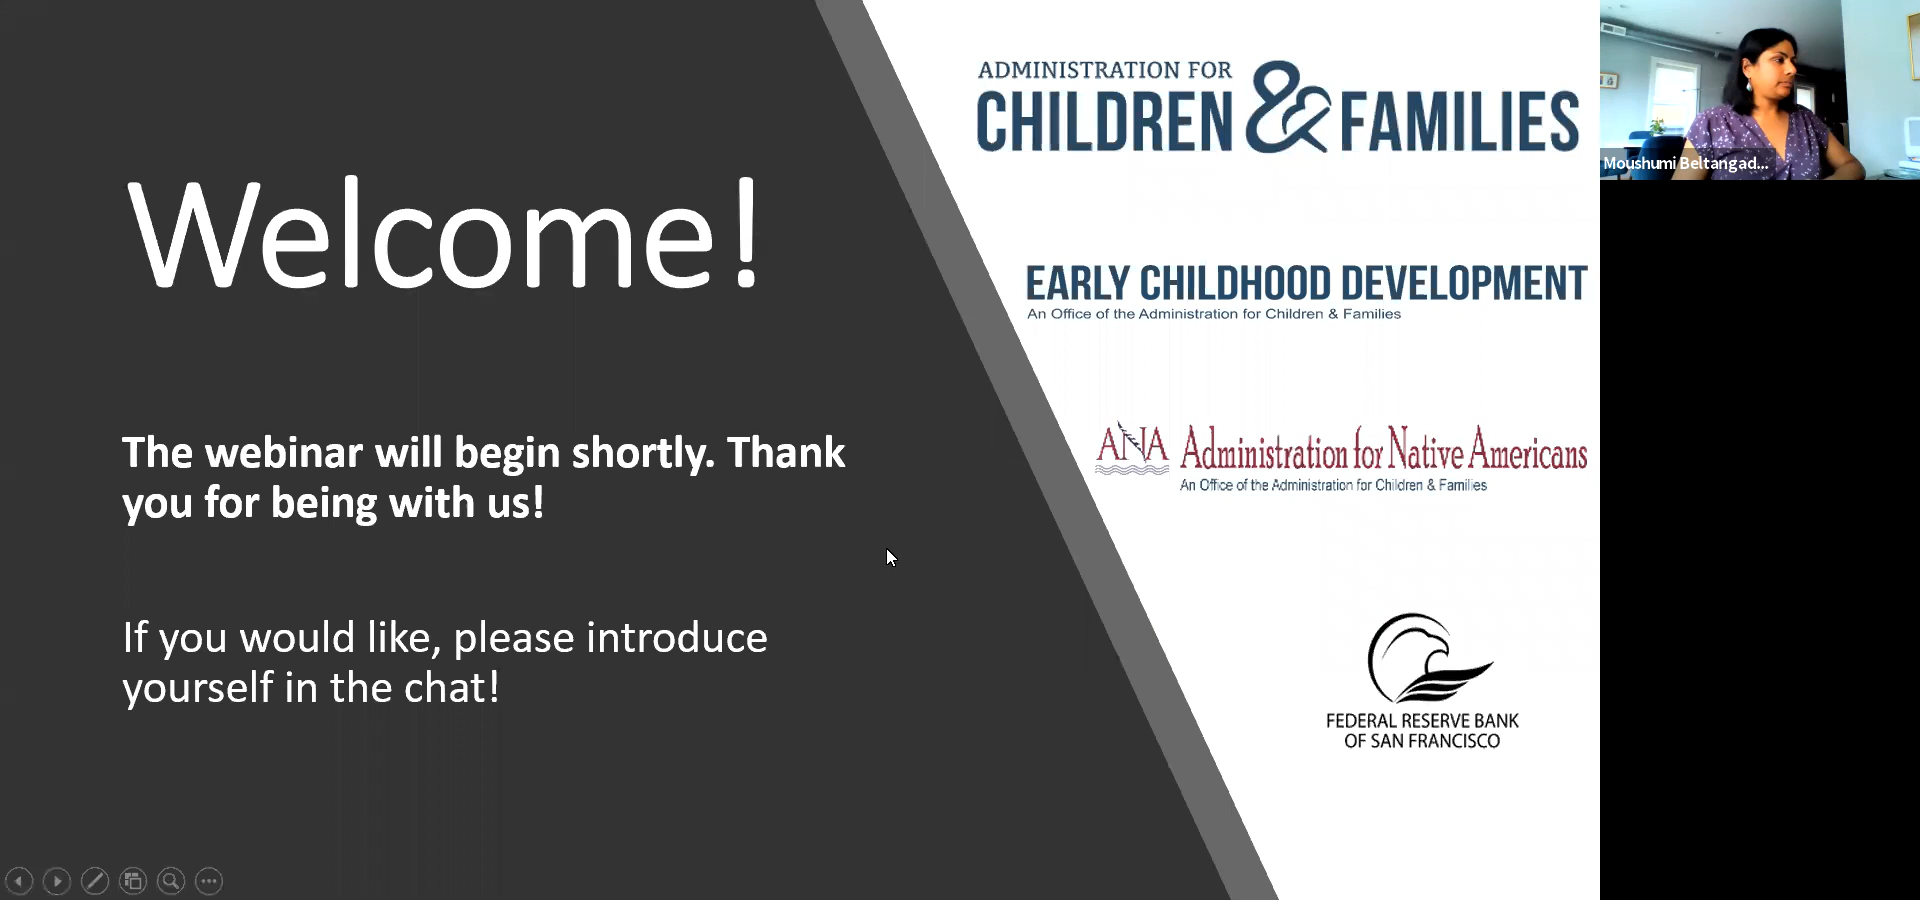 Welcome!
The webinar will begin shortly. Thank
you for being with us!
If you would like, please introduce
yourself in the chat!
ADMINISTRATION FOR
CHILDREN & FAMILIES
EARLY CHILDHOOD DEVELOPMENT
An Office of the Administration for Children & Families
ANA Administration for Native Americans
An Office of the Administration for Children & Families
FEDERAL RESERVE BANK
OF SAN FRANCISCO
Moushumi Beltangad...